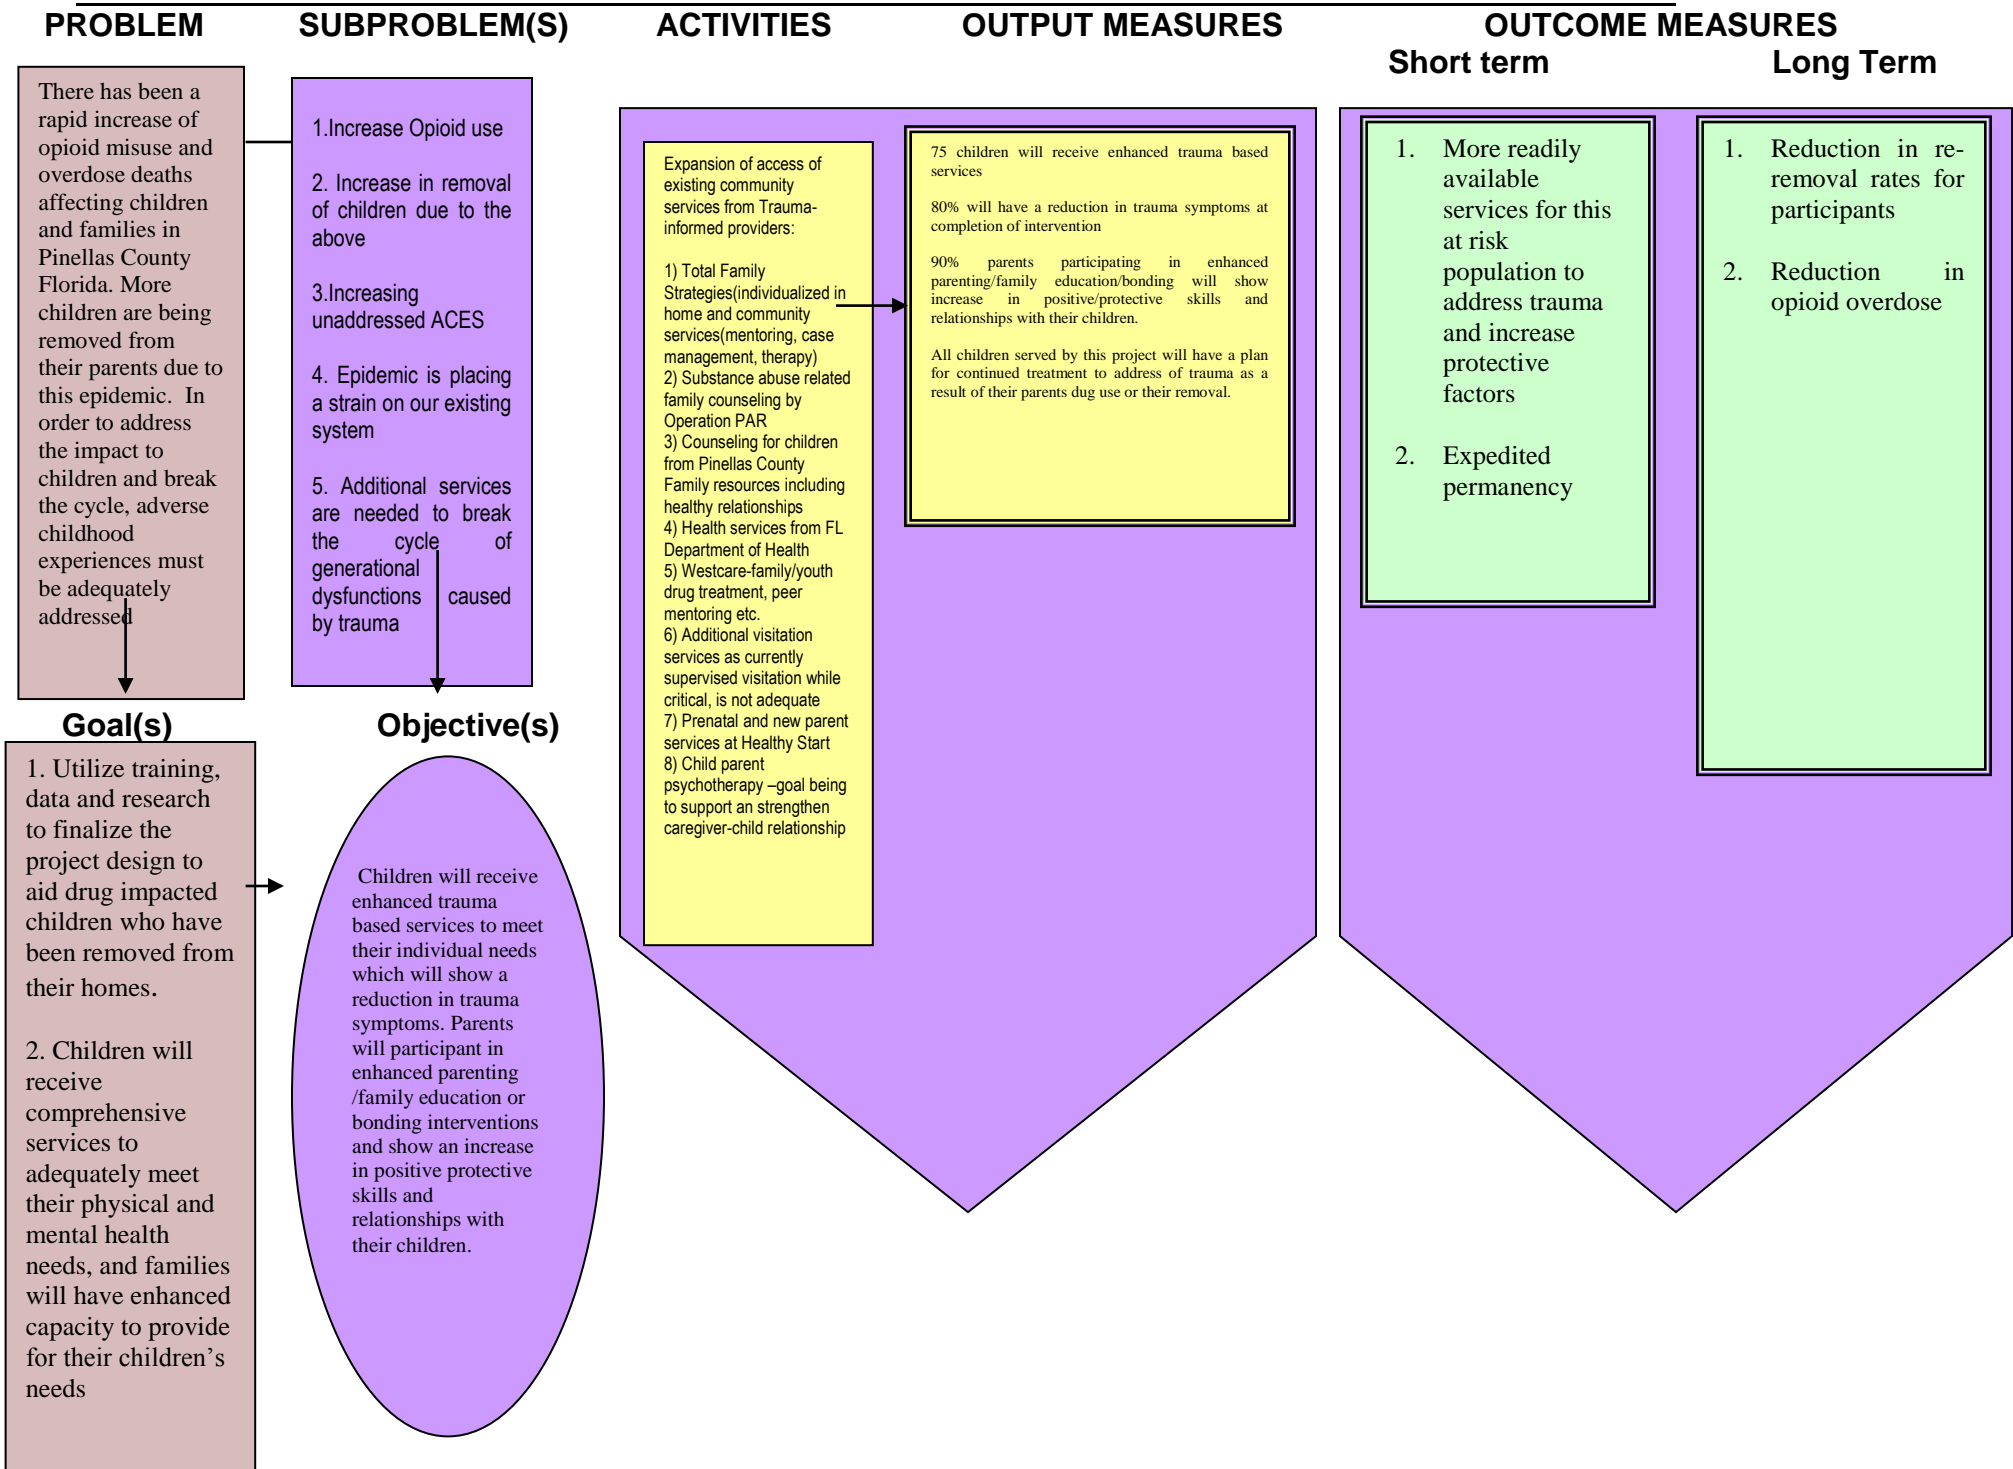 PROBLEM
SUBPROBLEM(S)
ACTIVITIES
OUTPUT MEASURES
OUTCOME MEASURES
Short term
Long Term
There has been a
rapid increase of
opioid misuse and
overdose deaths
affecting children
and families in
Pinellas County
Florida. More
children are being
removed from
their parents due to
this epidemic. In
order to address
the impact to
children and break
the cycle, adverse
childhood
experiences must
be adequately
addressed
1.Increase Opioid use
2. Increase in removal
of children due to the
above
3.Increasing
unaddressed ACES
4. Epidemic is placing
a strain on our existing
system
5. Additional services
are needed to break
the cycle of
generational
dysfunctions caused
by trauma
Expansion of access of
existing community
services from Trauma-
informed providers:
1) Total Family
Strategies(individualized in
home and community
services(mentoring, case
management, therapy)
2) Substance abuse related
family counseling by
Operation PAR
3) Counseling for children
from Pinellas County
Family resources including
healthy relationships
4) Health services from FL
Department of Health
5) Westcare-family/youth
drug treatment, peer
mentoring etc.
6) Additional visitation
services as currently
supervised visitation while
critical, is not adequate
7) Prenatal and new parent
services at Healthy Start
8) Child parent
psychotherapy –goal being
to support an strengthen
caregiver-child relationship
75 children will receive enhanced trauma based
services
80% will have a reduction in trauma symptoms at
completion of intervention
90% parents participating in enhanced
parenting/family education/bonding will show
increase in positive/protective skills and
relationships with their children.
All children served by this project will have a plan
for continued treatment to address of trauma as a
result of their parents dug use or their removal.
1. More readily
available
services for this
at risk
population to
address trauma
and increase
protective
factors
2. Expedited
permanency
1. Reduction in re-
removal rates for
participants
2. Reduction in
opioid overdose
Goal(s)
1. Utilize training,
data and research
to finalize the
project design to
aid drug impacted
children who have
been removed from
their homes.
2. Children will
receive
comprehensive
services to
adequately meet
their physical and
mental health
needs, and families
will have enhanced
capacity to provide
for their children’s
needs
Objective(s)
Children will receive
enhanced trauma
based services to meet
their individual needs
which will show a
reduction in trauma
symptoms. Parents
will participant in
enhanced parenting
/family education or
bonding interventions
and show an increase
in positive protective
skills and
relationships with
their children.